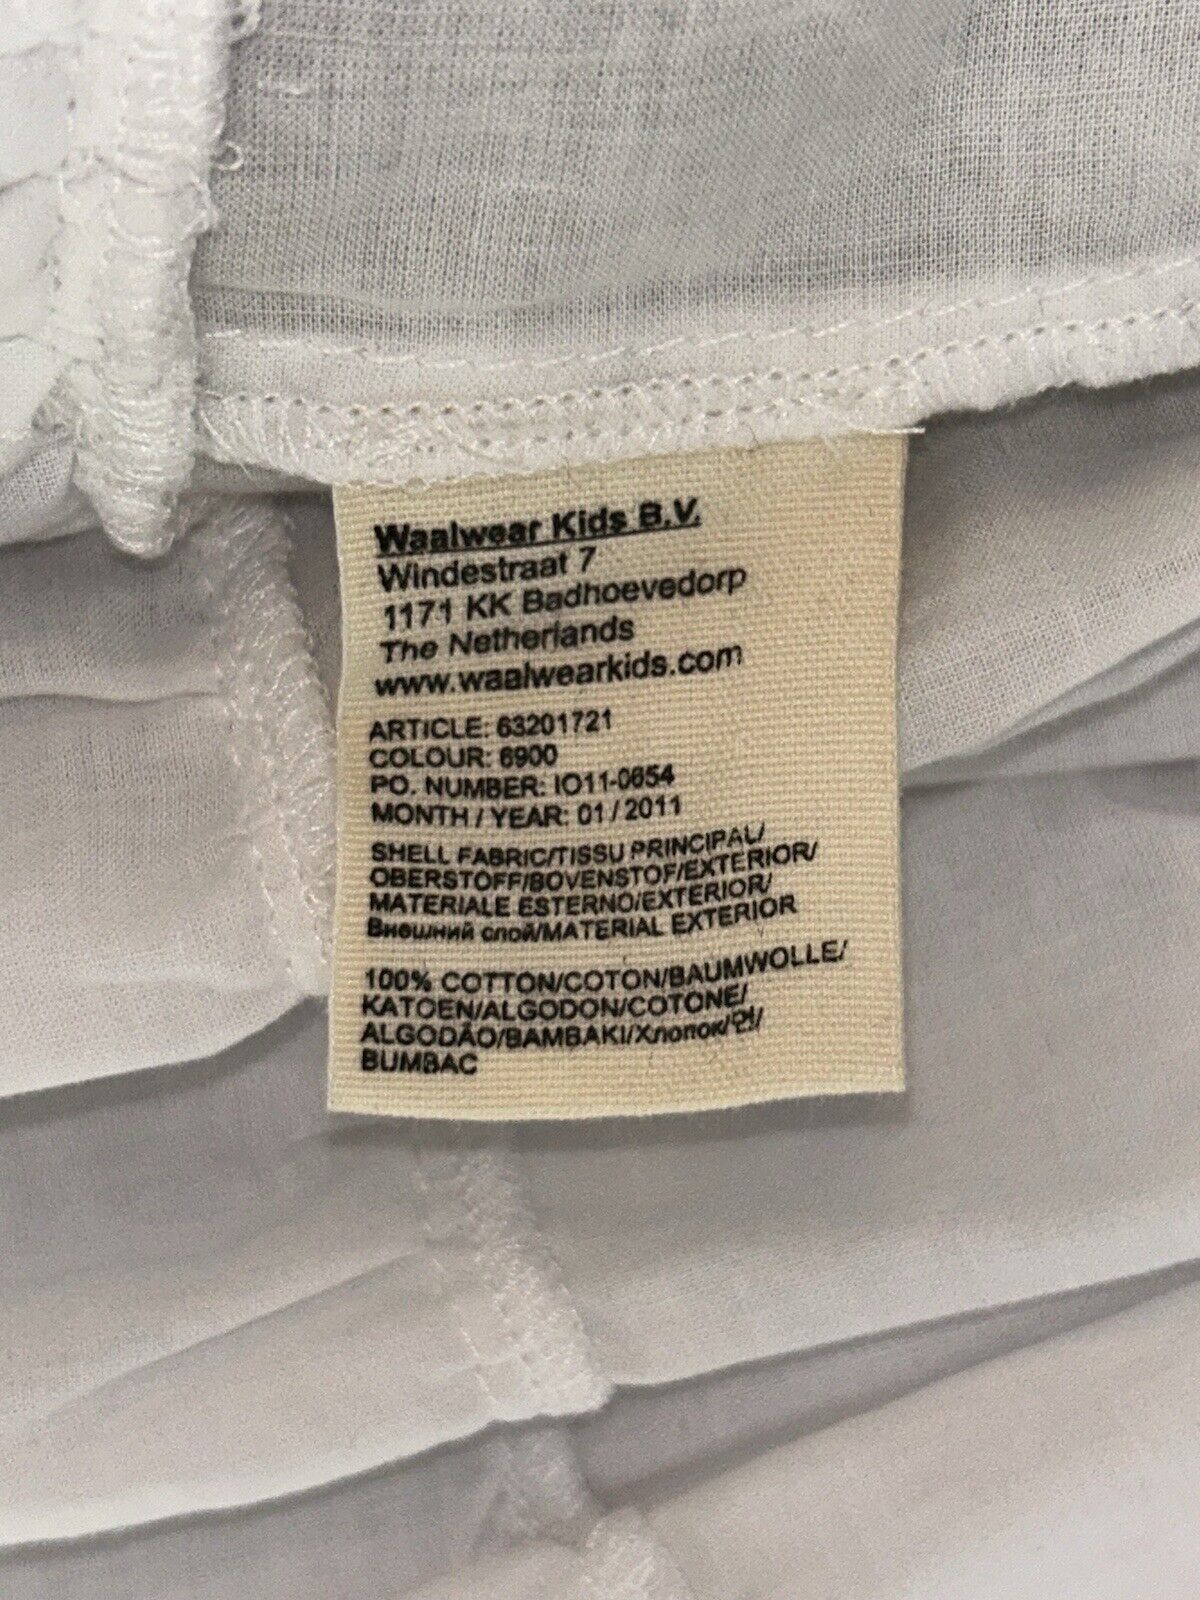 Waalwear Kids B.V.
Windestraat 7
1171 KK Badhoevedorp
The Netherlands
www.waalwearkids.com
ARTICLE: 63201721
COLOUR: 6900
PO. NUMBER: IO11-0654
MONTH / YEAR: 01 / 2011
SHELL FABRIC/TISSU PRINCIPAL/
OBERSTOFF/BOVENSTOF/EXTERIOR/
MATERIALE ESTERNO/EXTERIOR/
Внешний слой/MATERIAL EXTERIOR
100% COTTON/COTON/BAUMWOLLE/
KATOEN/ALGODON/COTONE/
ALGODÃO/BAMBAKI/Хлопок/면/
BUMBAC